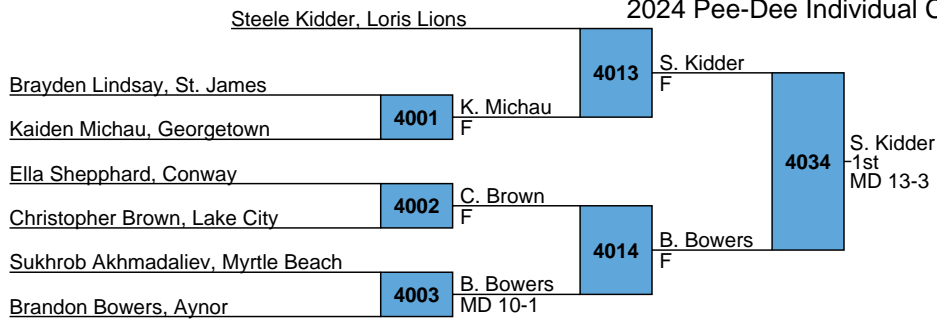 2024 Pee-Dee Individual C
Steele Kidder, Loris Lions
4013
S. Kidder
F
Brayden Lindsay, St. James
4001
K. Michau
F
Kaiden Michau, Georgetown
4034
S. Kidder
1st
MD 13-3
Ella Shepphard, Conway
4002
C. Brown
F
Christopher Brown, Lake City
4014
B. Bowers
F
Sukhrob Akhmadaliev, Myrtle Beach
4003
B. Bowers
MD 10-1
Brandon Bowers, Aynor